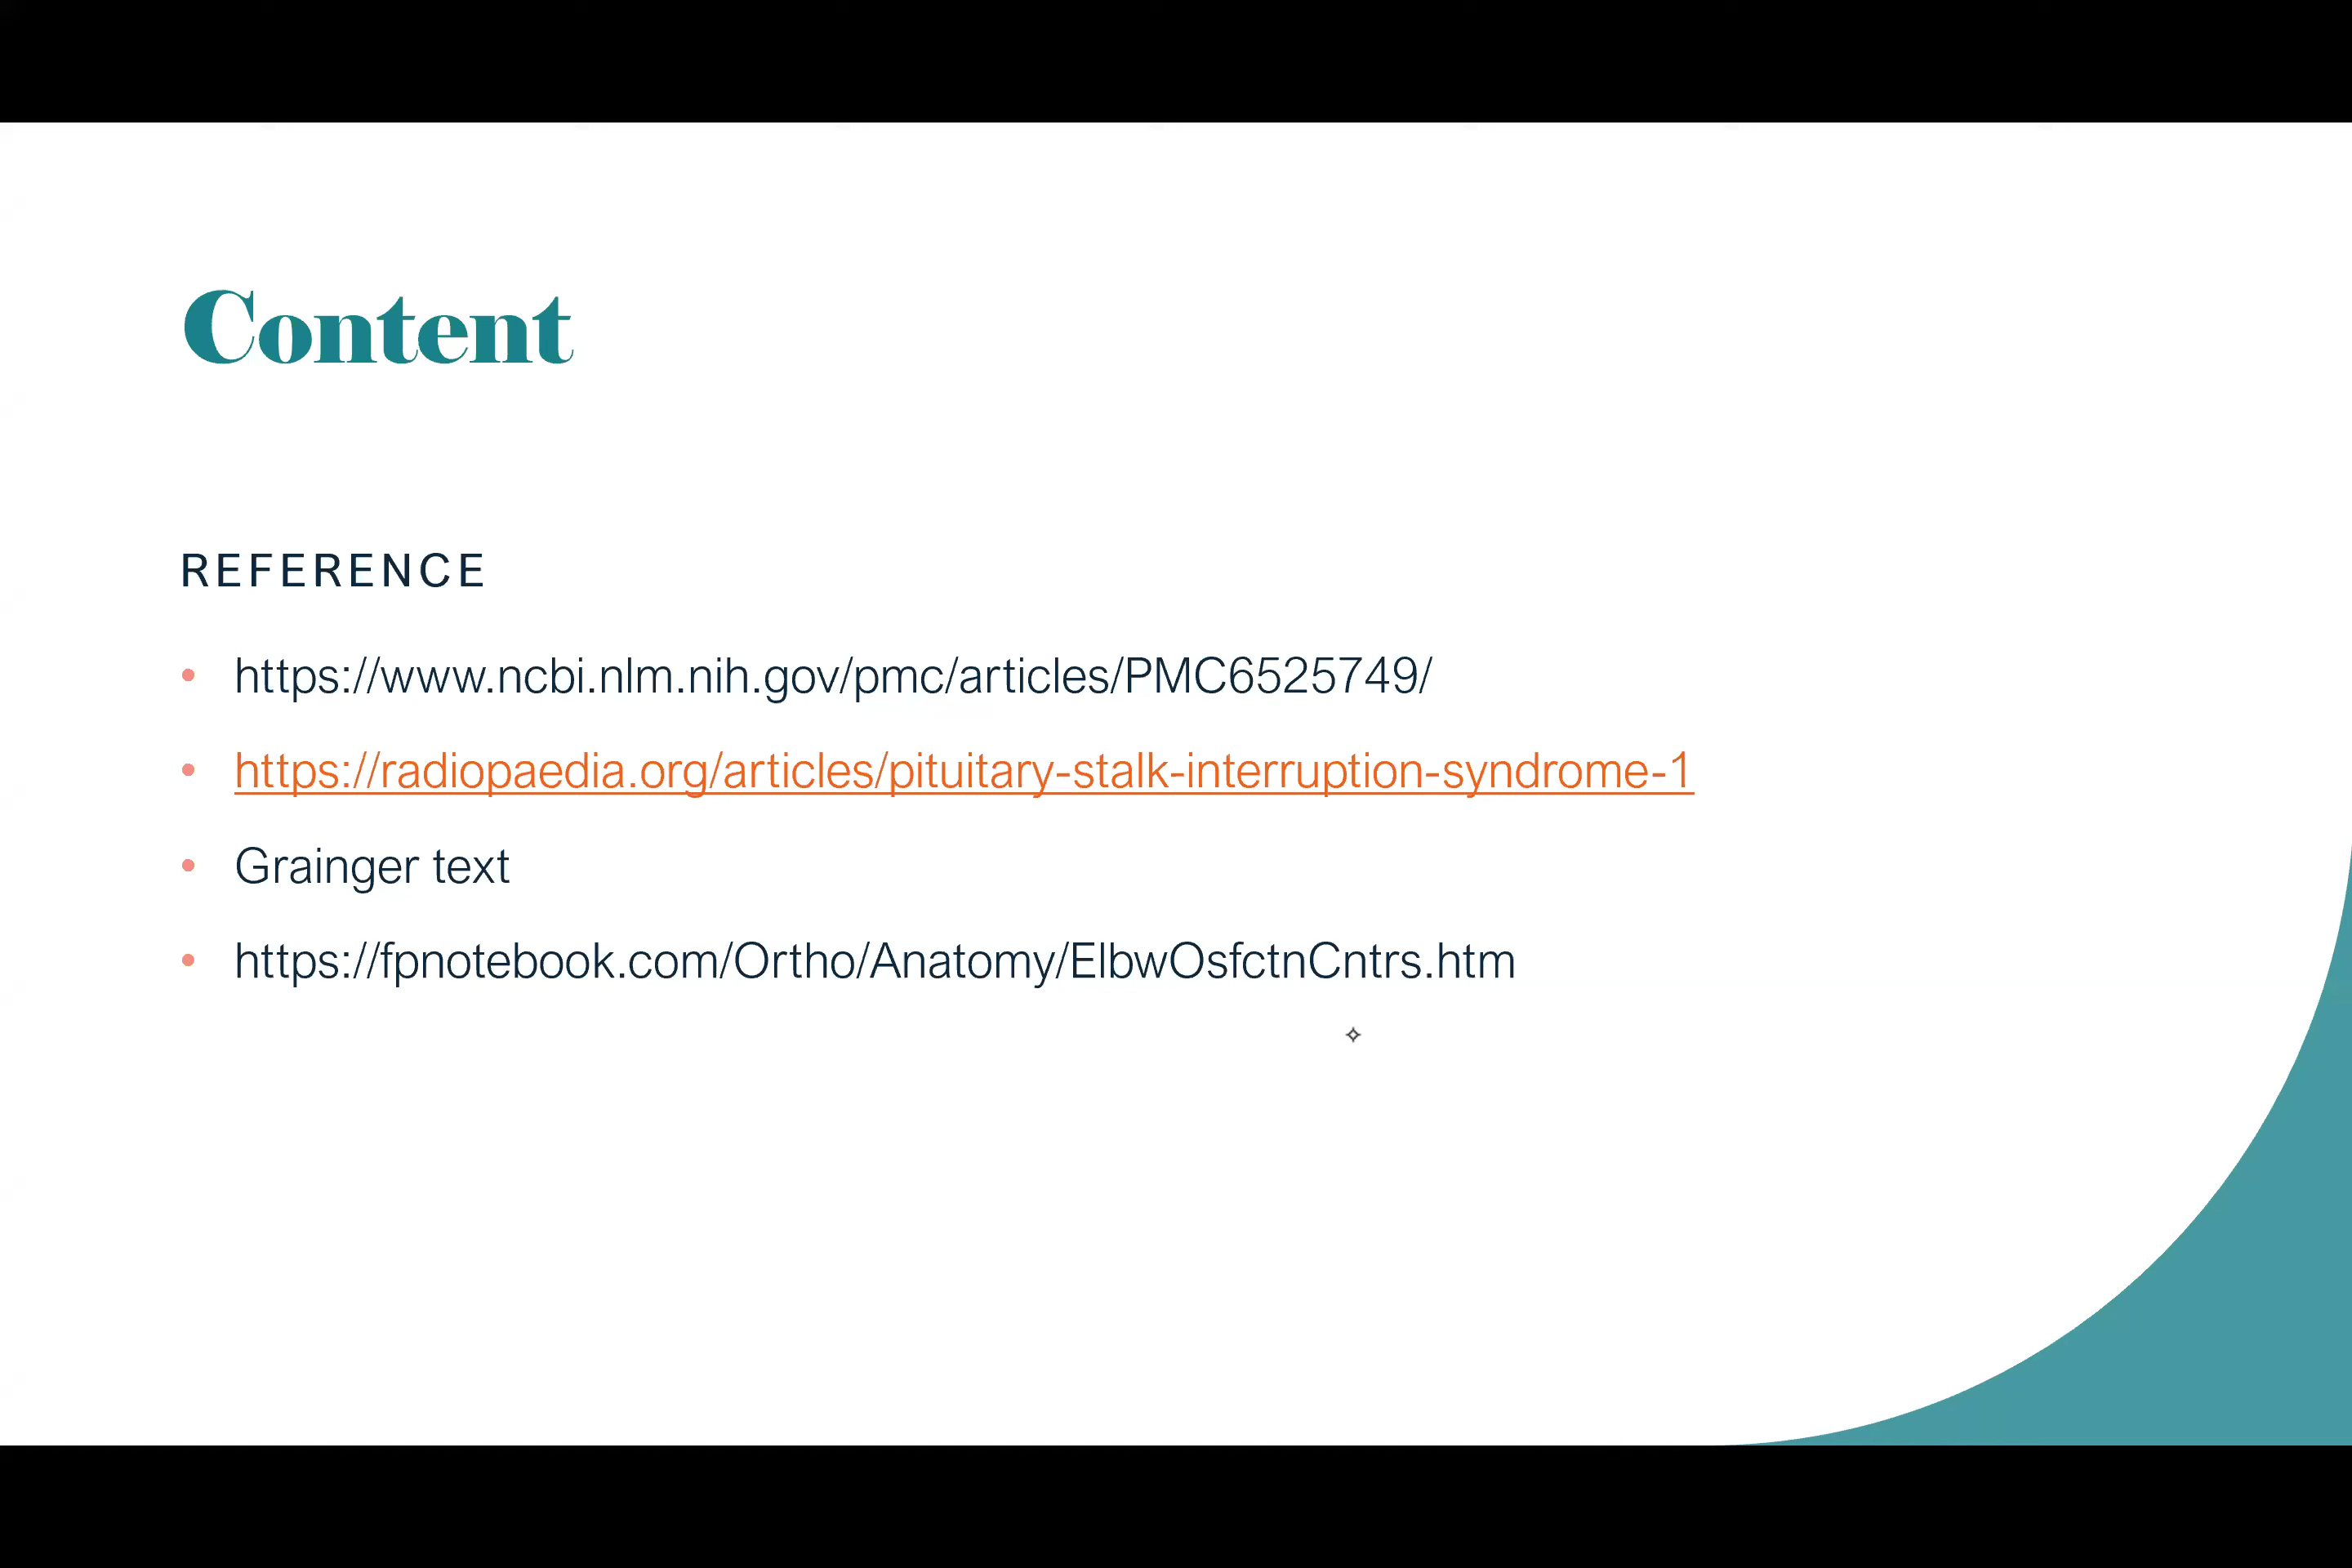 Content
REFERENCE
https://www.ncbi.nlm.nih.gov/pmc/articles/PMC6525749/
https://radiopaedia.org/articles/pituitary-stalk-interruption-syndrome-1
Grainger text
https://fpnotebook.com/Ortho/Anatomy/ElbwOsfctnCntrs.htm